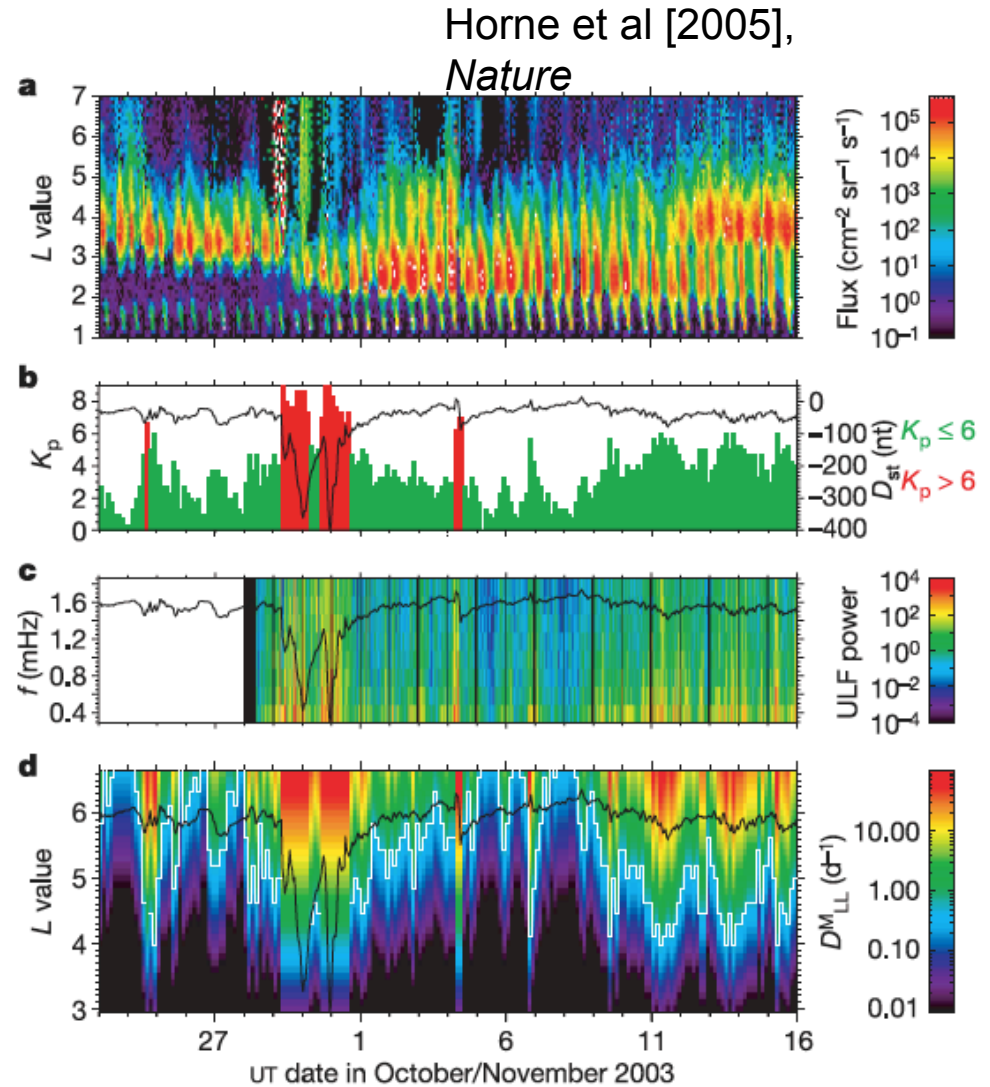 Horne et al [2005],
Nature
a
7
6
5
4
3
2
1
L value
10⁵
10⁴
10³
10²
10¹
10⁰
10⁻¹
Flux (cm⁻² sr⁻¹ s⁻¹)
b
8
6
4
2
0
Kp
0
−100
−200
−300
−400
Dst (nt)
Kp ≤ 6
Kp > 6
c
1.6
1.2
0.8
0.4
f (mHz)
10⁴
10²
10⁰
10⁻²
10⁻⁴
ULF power
d
6
5
4
3
L value
10.00
1.00
0.10
0.01
DᴹLL (d⁻¹)
27 1 6 11 16
UT date in October/November 2003